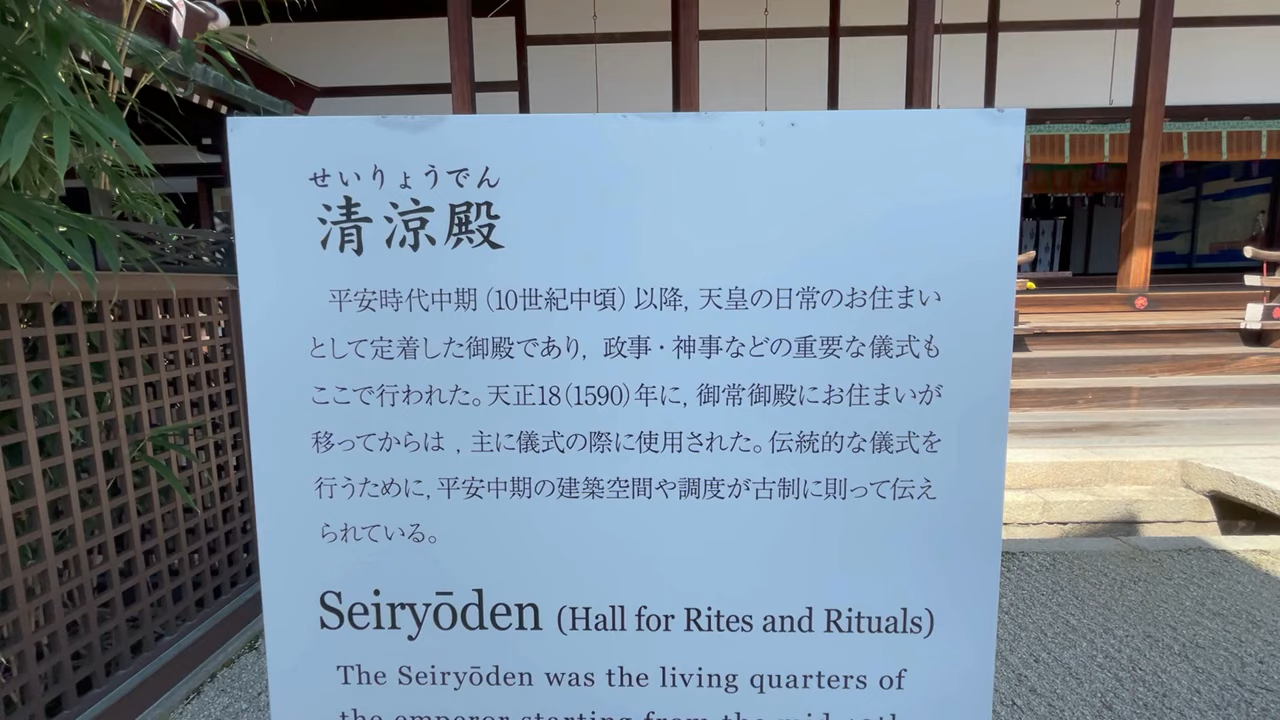 せいりょうでん
清涼殿
平安時代中期（10世紀中頃）以降, 天皇の日常のお住まい
として定着した御殿であり, 政事・神事などの重要な儀式も
ここで行われた。天正18（1590）年に, 御常御殿にお住まいが
移ってからは , 主に儀式の際に使用された。伝統的な儀式を
行うために, 平安中期の建築空間や調度が古制に則って伝え
られている。
Seiryōden (Hall for Rites and Rituals)
The Seiryōden was the living quarters of
the emperor starting from the